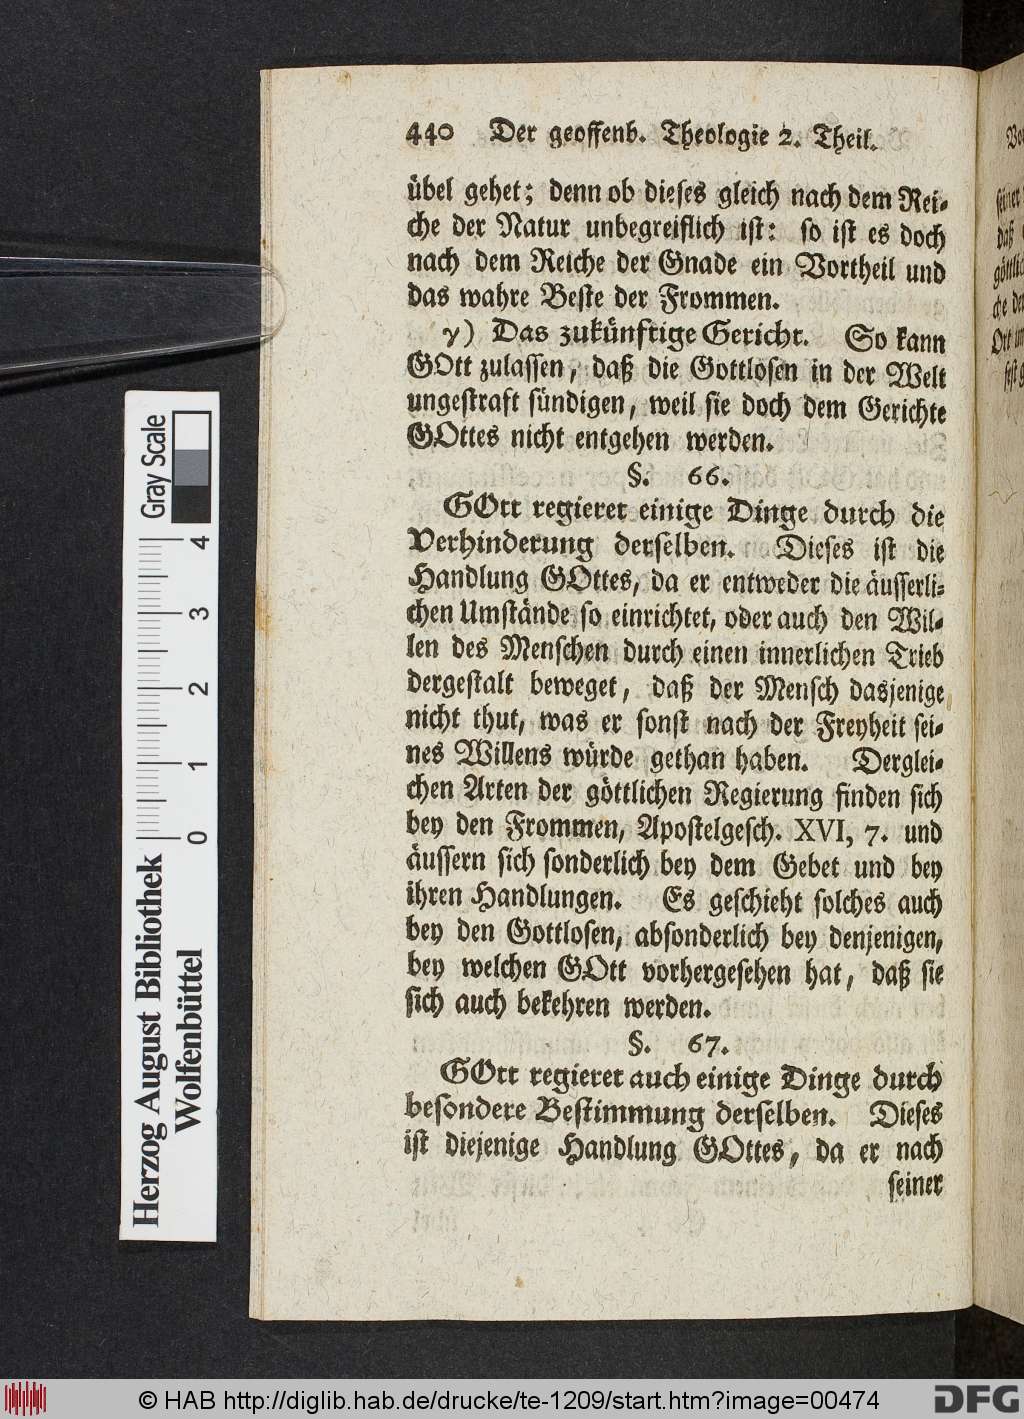 440 Der geoffenb. Theologie 2. Theil.
übel gehet; denn ob dieses gleich nach dem Rei-
che der Natur unbegreiflich ist: so ist es doch
nach dem Reiche der Gnade ein Vortheil und
das wahre Beste der Frommen.
γ) Das zukünftige Gericht. So kann
GOtt zulassen, daß die Gottlosen in der Welt
ungestraft sündigen, weil sie doch dem Gerichte
GOttes nicht entgehen werden.
§. 66.
GOtt regieret einige Dinge durch die
Verhinderung derselben. Dieses ist die
Handlung GOttes, da er entweder die äusserli-
chen Umstände so einrichtet, oder auch den Wil-
len des Menschen durch einen innerlichen Trieb
dergestalt beweget, daß der Mensch dasjenige
nicht thut, was er sonst nach der Freyheit sei-
nes Willens würde gethan haben. Derglei-
chen Arten der göttlichen Regierung finden sich
bey den Frommen, Apostelgesch. XVI, 7. und
äussern sich sonderlich bey dem Gebet und bey
ihren Handlungen. Es geschieht solches auch
bey den Gottlosen, absonderlich bey denjenigen,
bey welchen GOtt vorhergesehen hat, daß sie
sich auch bekehren werden.
§. 67.
GOtt regieret auch einige Dinge durch
besondere Bestimmung derselben. Dieses
ist diejenige Handlung GOttes, da er nach
seiner
Gray Scale
4
3
2
1
0
Herzog August Bibliothek
Wolfenbüttel
© HAB http://diglib.hab.de/drucke/te-1209/start.htm?image=00474
DFG